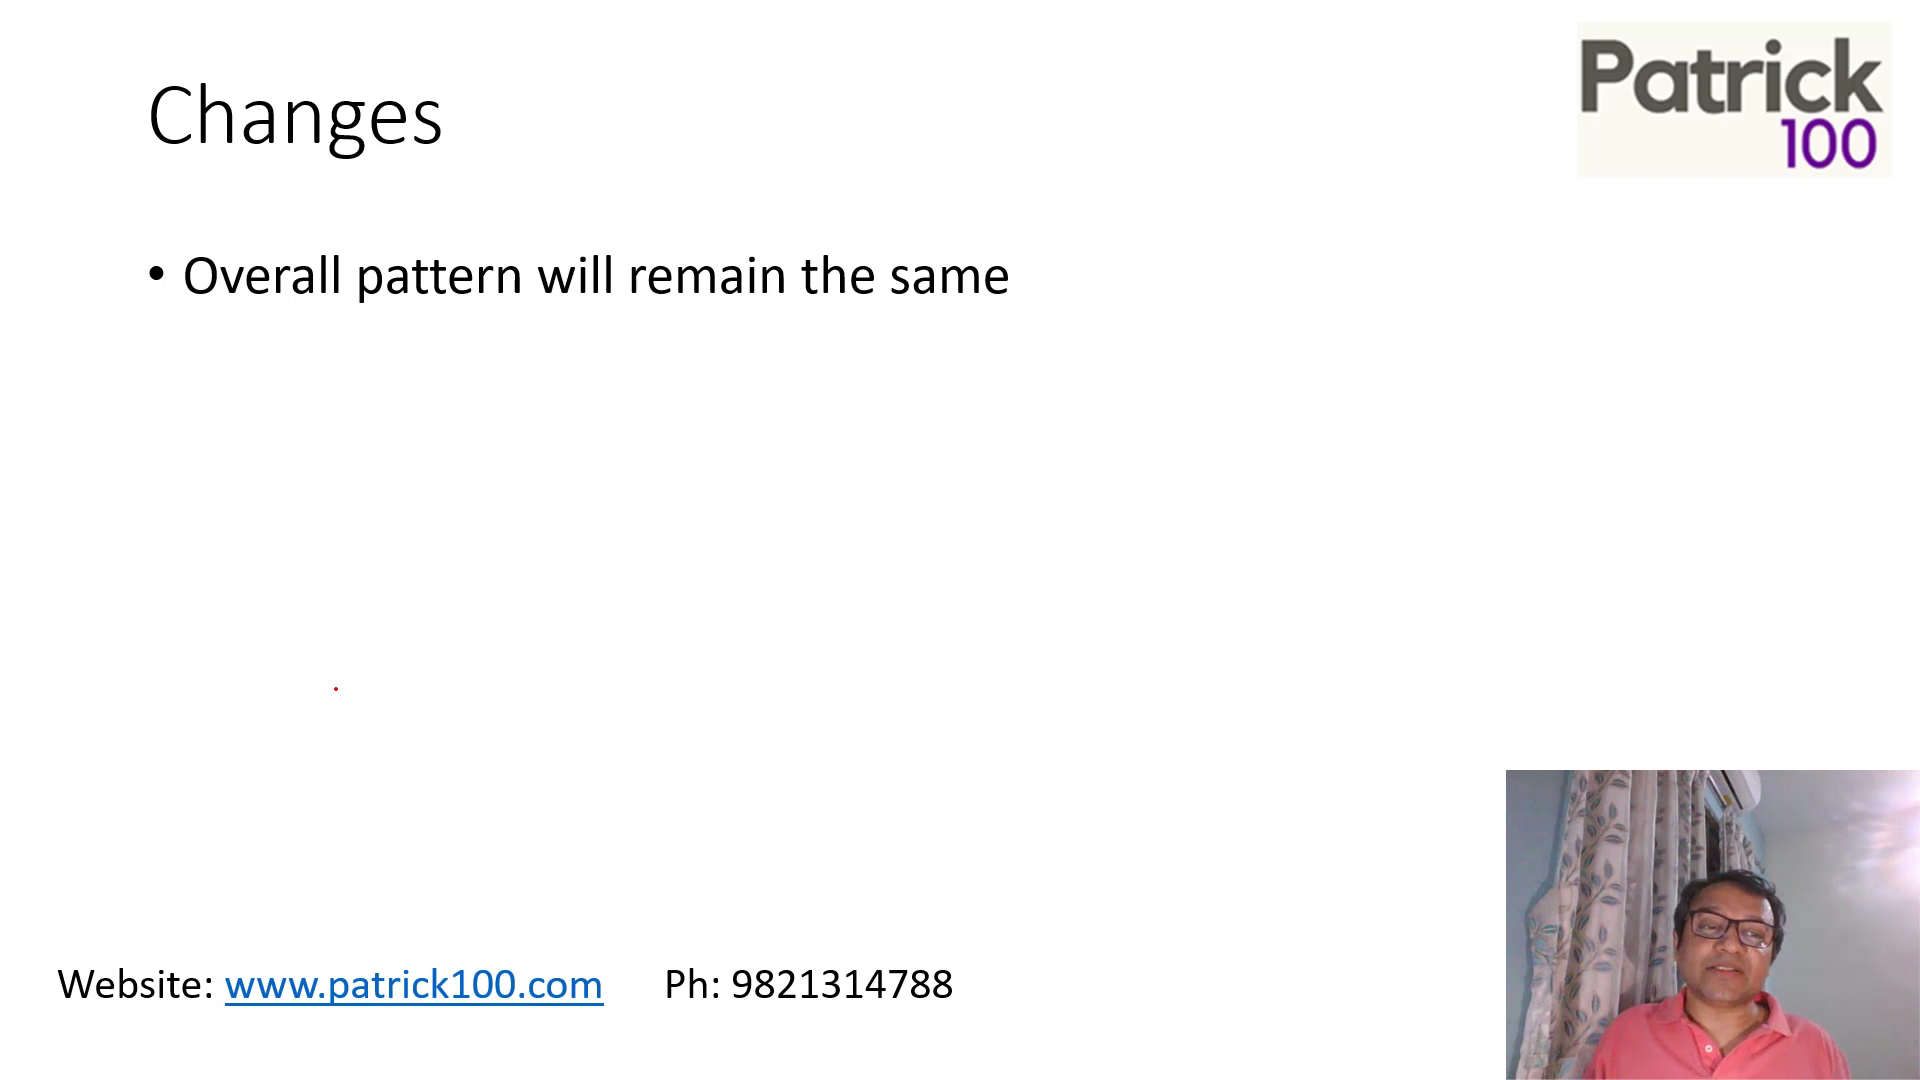 Changes
Patrick
100
• Overall pattern will remain the same
Website: www.patrick100.com Ph: 9821314788